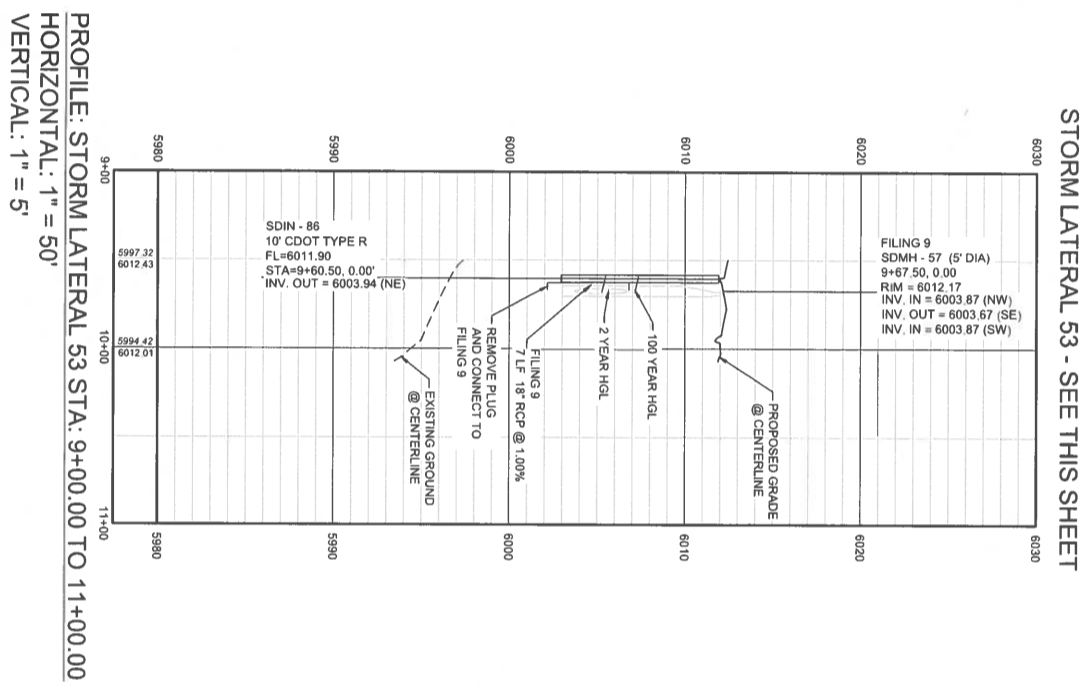 STORM LATERAL 53 - SEE THIS SHEET
6030
6020
6010
6000
5990
5980
6030
6020
6010
6000
5990
5980
9+00
10+00
11+00
5997.32
6012.43
5994.42
6012.01
FILING 9
SDMH - 57 (5' DIA)
9+67.50, 0.00
RIM = 6012.17
INV. IN = 6003.87 (NW)
INV. OUT = 6003.67 (SE)
INV. IN = 6003.87 (SW)
SDIN - 86
10' CDOT TYPE R
FL=6011.90
STA=9+60.50, 0.00'
INV. OUT = 6003.94 (NE)
PROPOSED GRADE
@ CENTERLINE
100 YEAR HGL
2 YEAR HGL
FILING 9
7 LF 18" RCP @ 1.00%
REMOVE PLUG
AND CONNECT TO
FILING 9
EXISTING GROUND
@ CENTERLINE
PROFILE: STORM LATERAL 53 STA: 9+00.00 TO 11+00.00
HORIZONTAL: 1" = 50'
VERTICAL: 1" = 5'